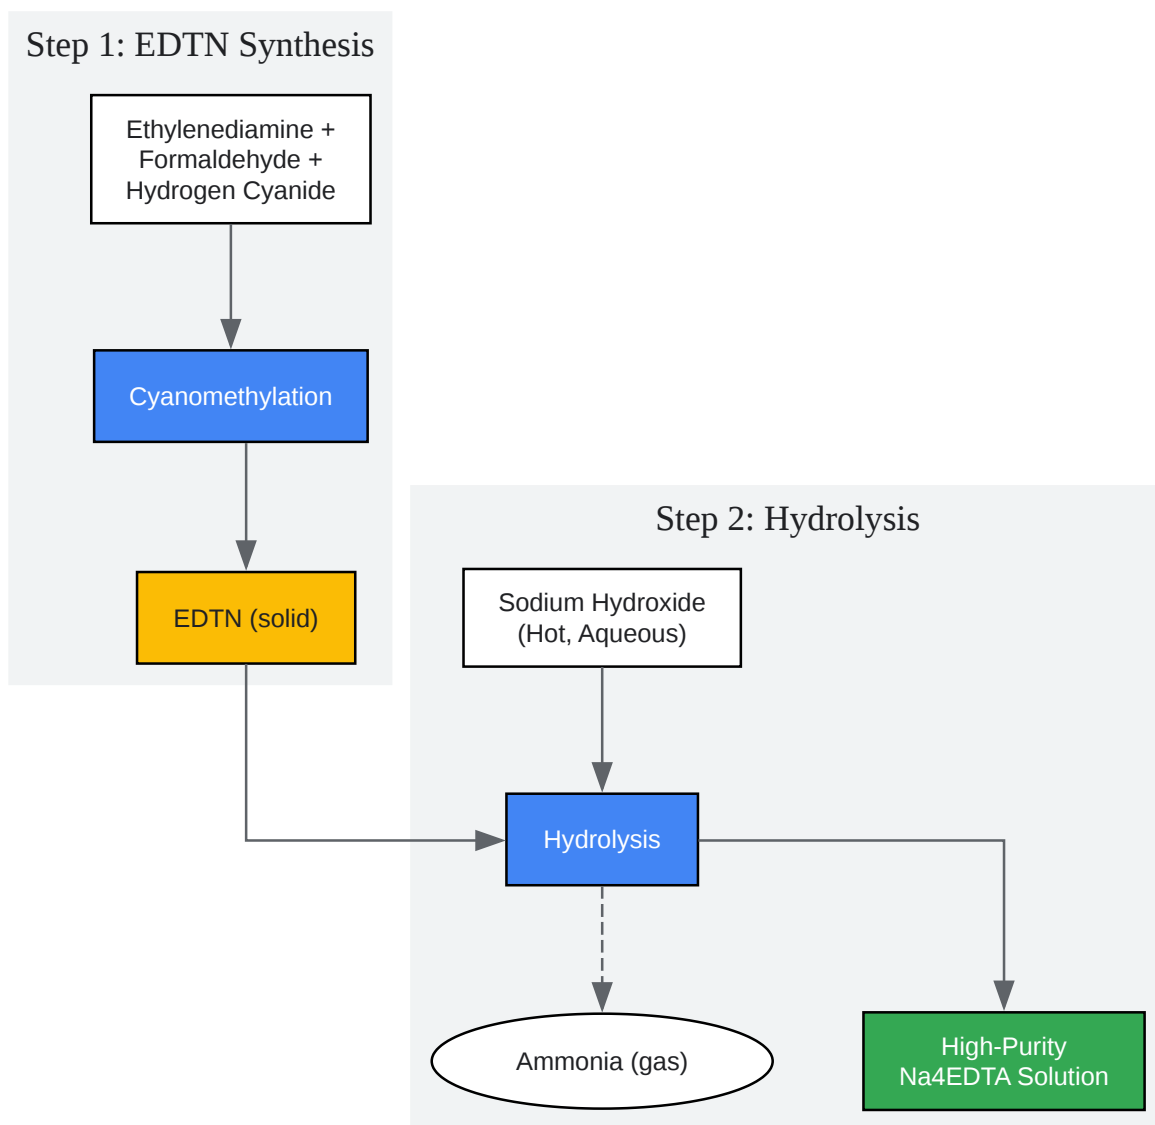 Step 1: EDTN Synthesis
Ethylenediamine +
Formaldehyde +
Hydrogen Cyanide
Cyanomethylation
EDTN (solid)
Step 2: Hydrolysis
Sodium Hydroxide
(Hot, Aqueous)
Hydrolysis
Ammonia (gas)
High-Purity
Na4EDTA Solution